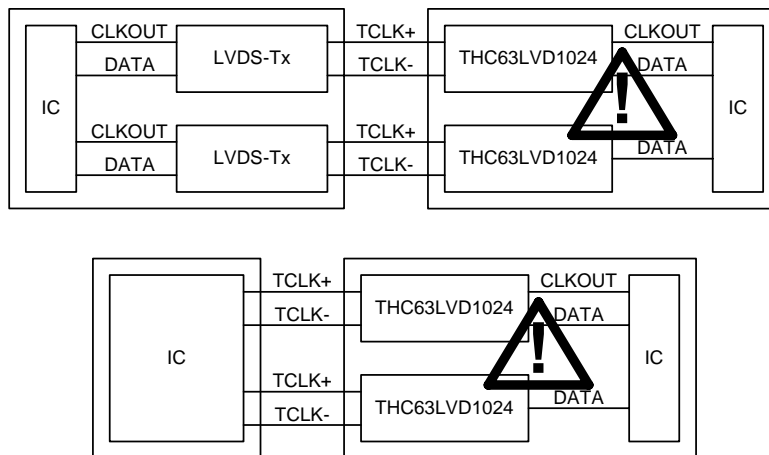 CLKOUT TCLK+ CLKOUT
LVDS-Tx THC63LVD1024
DATA TCLK- DATA
IC ! IC
CLKOUT TCLK+
LVDS-Tx THC63LVD1024 DATA
DATA TCLK-
TCLK+ CLKOUT
THC63LVD1024
TCLK- DATA
IC ! IC
TCLK+
THC63LVD1024 DATA
TCLK-